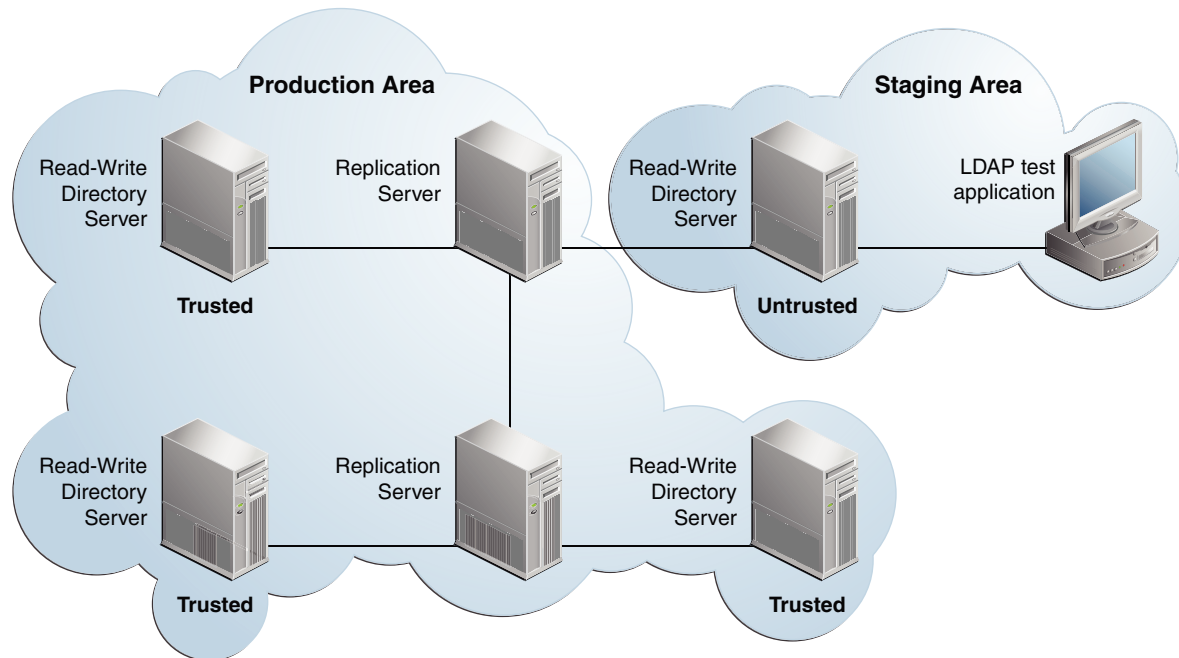 Production Area
Staging Area
Read-Write
Directory
Server
Replication
Server
Read-Write
Directory
Server
LDAP test
application
Trusted
Untrusted
Read-Write
Directory
Server
Replication
Server
Read-Write
Directory
Server
Trusted
Trusted